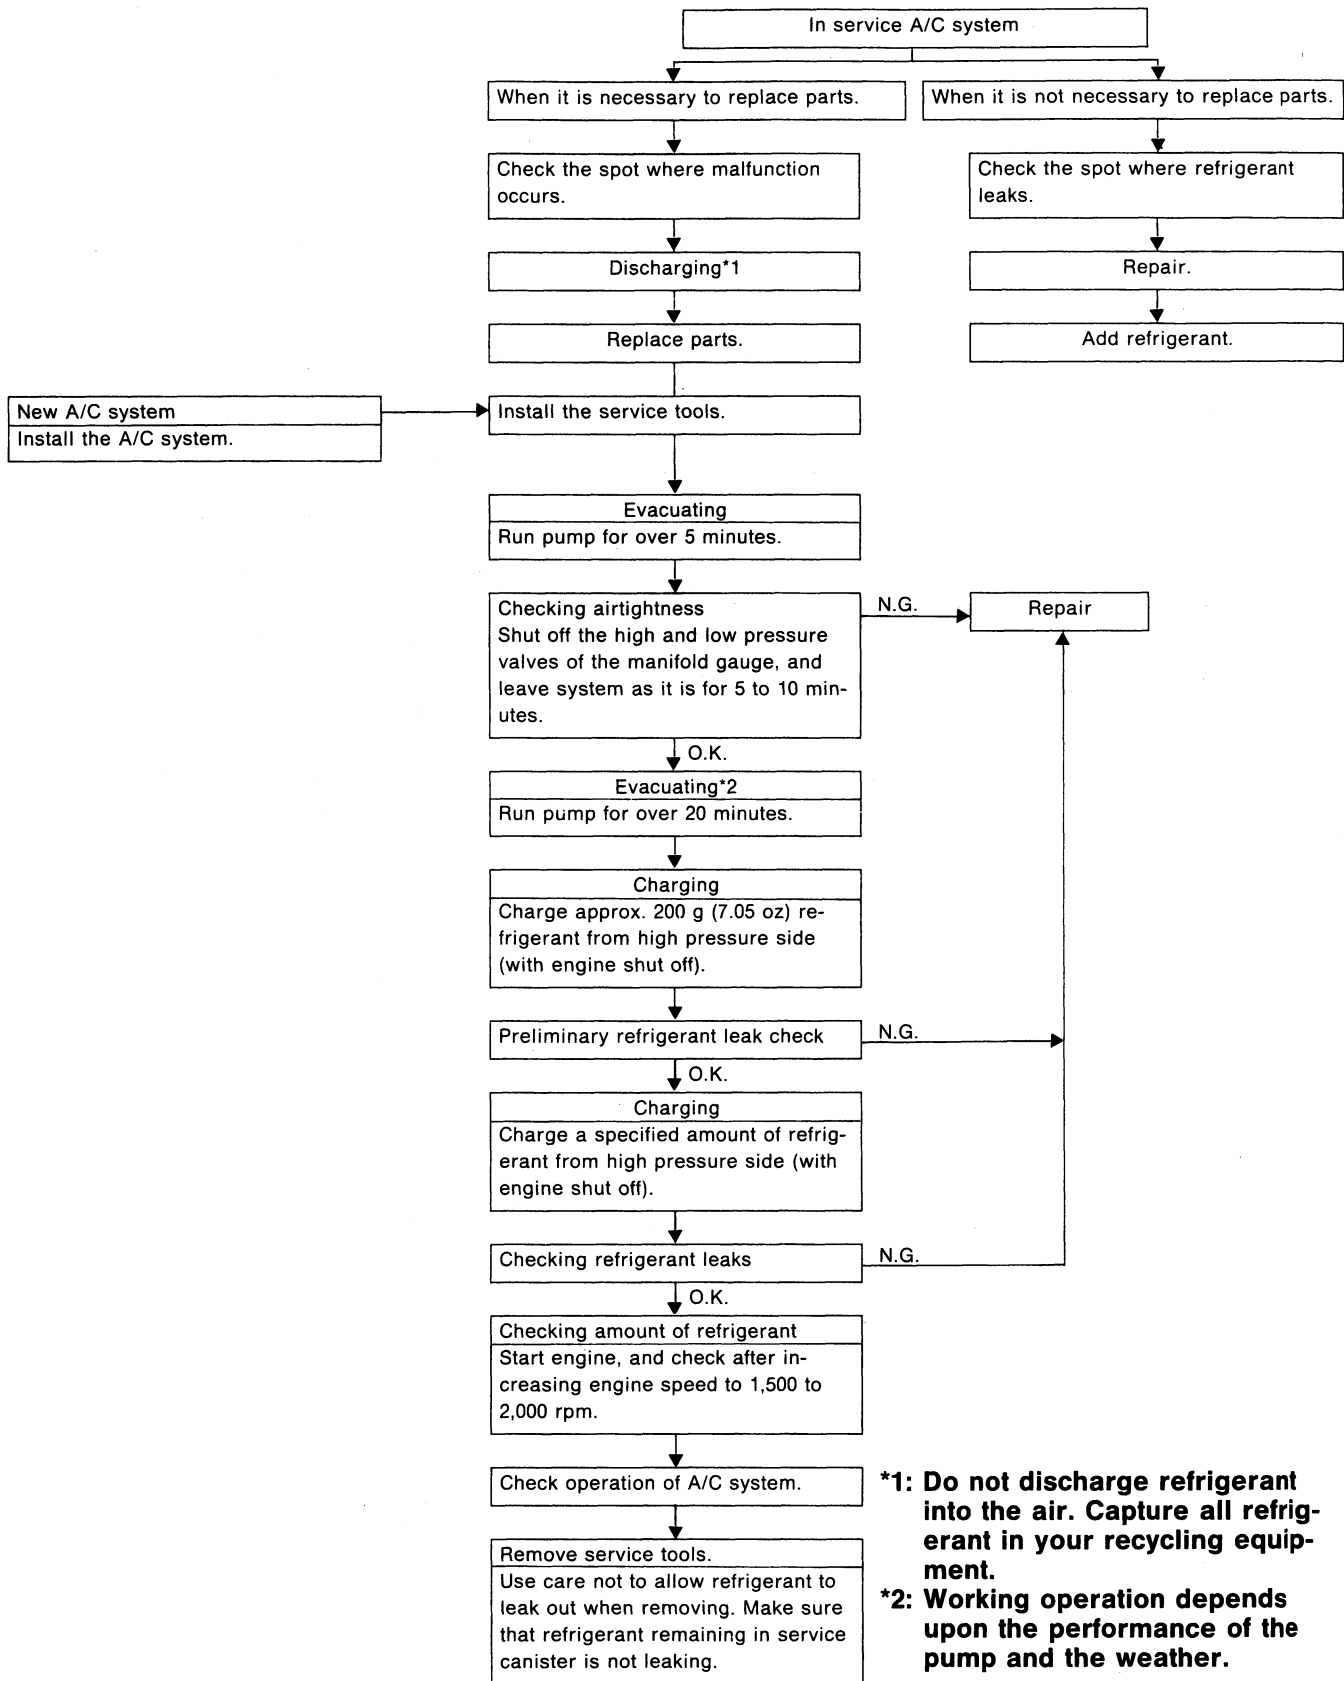 In service A/C system
When it is necessary to replace parts.
When it is not necessary to replace parts.
Check the spot where malfunction
occurs.
Check the spot where refrigerant
leaks.
Discharging*1
Repair.
Replace parts.
Add refrigerant.
New A/C system
Install the A/C system.
Install the service tools.
Evacuating
Run pump for over 5 minutes.
Checking airtightness
Shut off the high and low pressure
valves of the manifold gauge, and
leave system as it is for 5 to 10 min-
utes.
N.G.
Repair
O.K.
Evacuating*2
Run pump for over 20 minutes.
Charging
Charge approx. 200 g (7.05 oz) re-
frigerant from high pressure side
(with engine shut off).
Preliminary refrigerant leak check
N.G.
O.K.
Charging
Charge a specified amount of refrig-
erant from high pressure side (with
engine shut off).
Checking refrigerant leaks
N.G.
O.K.
Checking amount of refrigerant
Start engine, and check after in-
creasing engine speed to 1,500 to
2,000 rpm.
Check operation of A/C system.
Remove service tools.
Use care not to allow refrigerant to
leak out when removing. Make sure
that refrigerant remaining in service
canister is not leaking.
*1: Do not discharge refrigerant
into the air. Capture all refrig-
erant in your recycling equip-
ment.
*2: Working operation depends
upon the performance of the
pump and the weather.